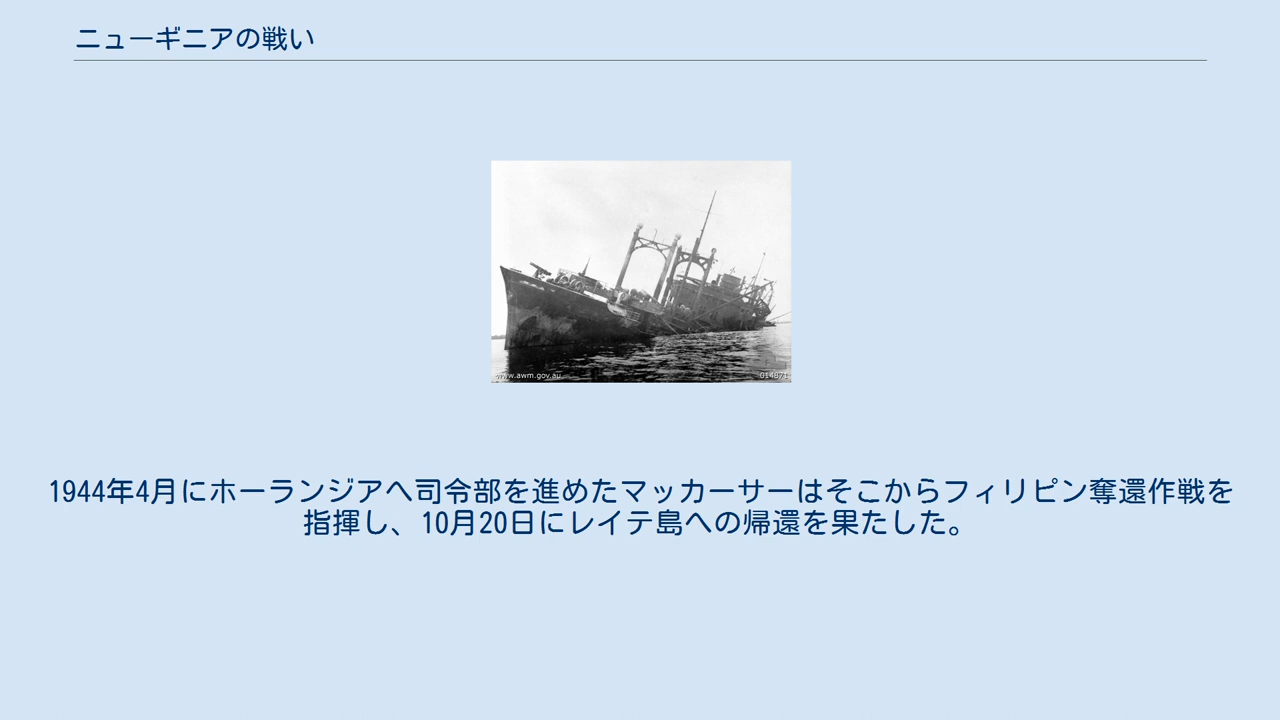 ニューギニアの戦い
www.awm.gov.au
014871
1944年4月にホーランジアへ司令部を進めたマッカーサーはそこからフィリピン奪還作戦を
指揮し、10月20日にレイテ島への帰還を果たした。